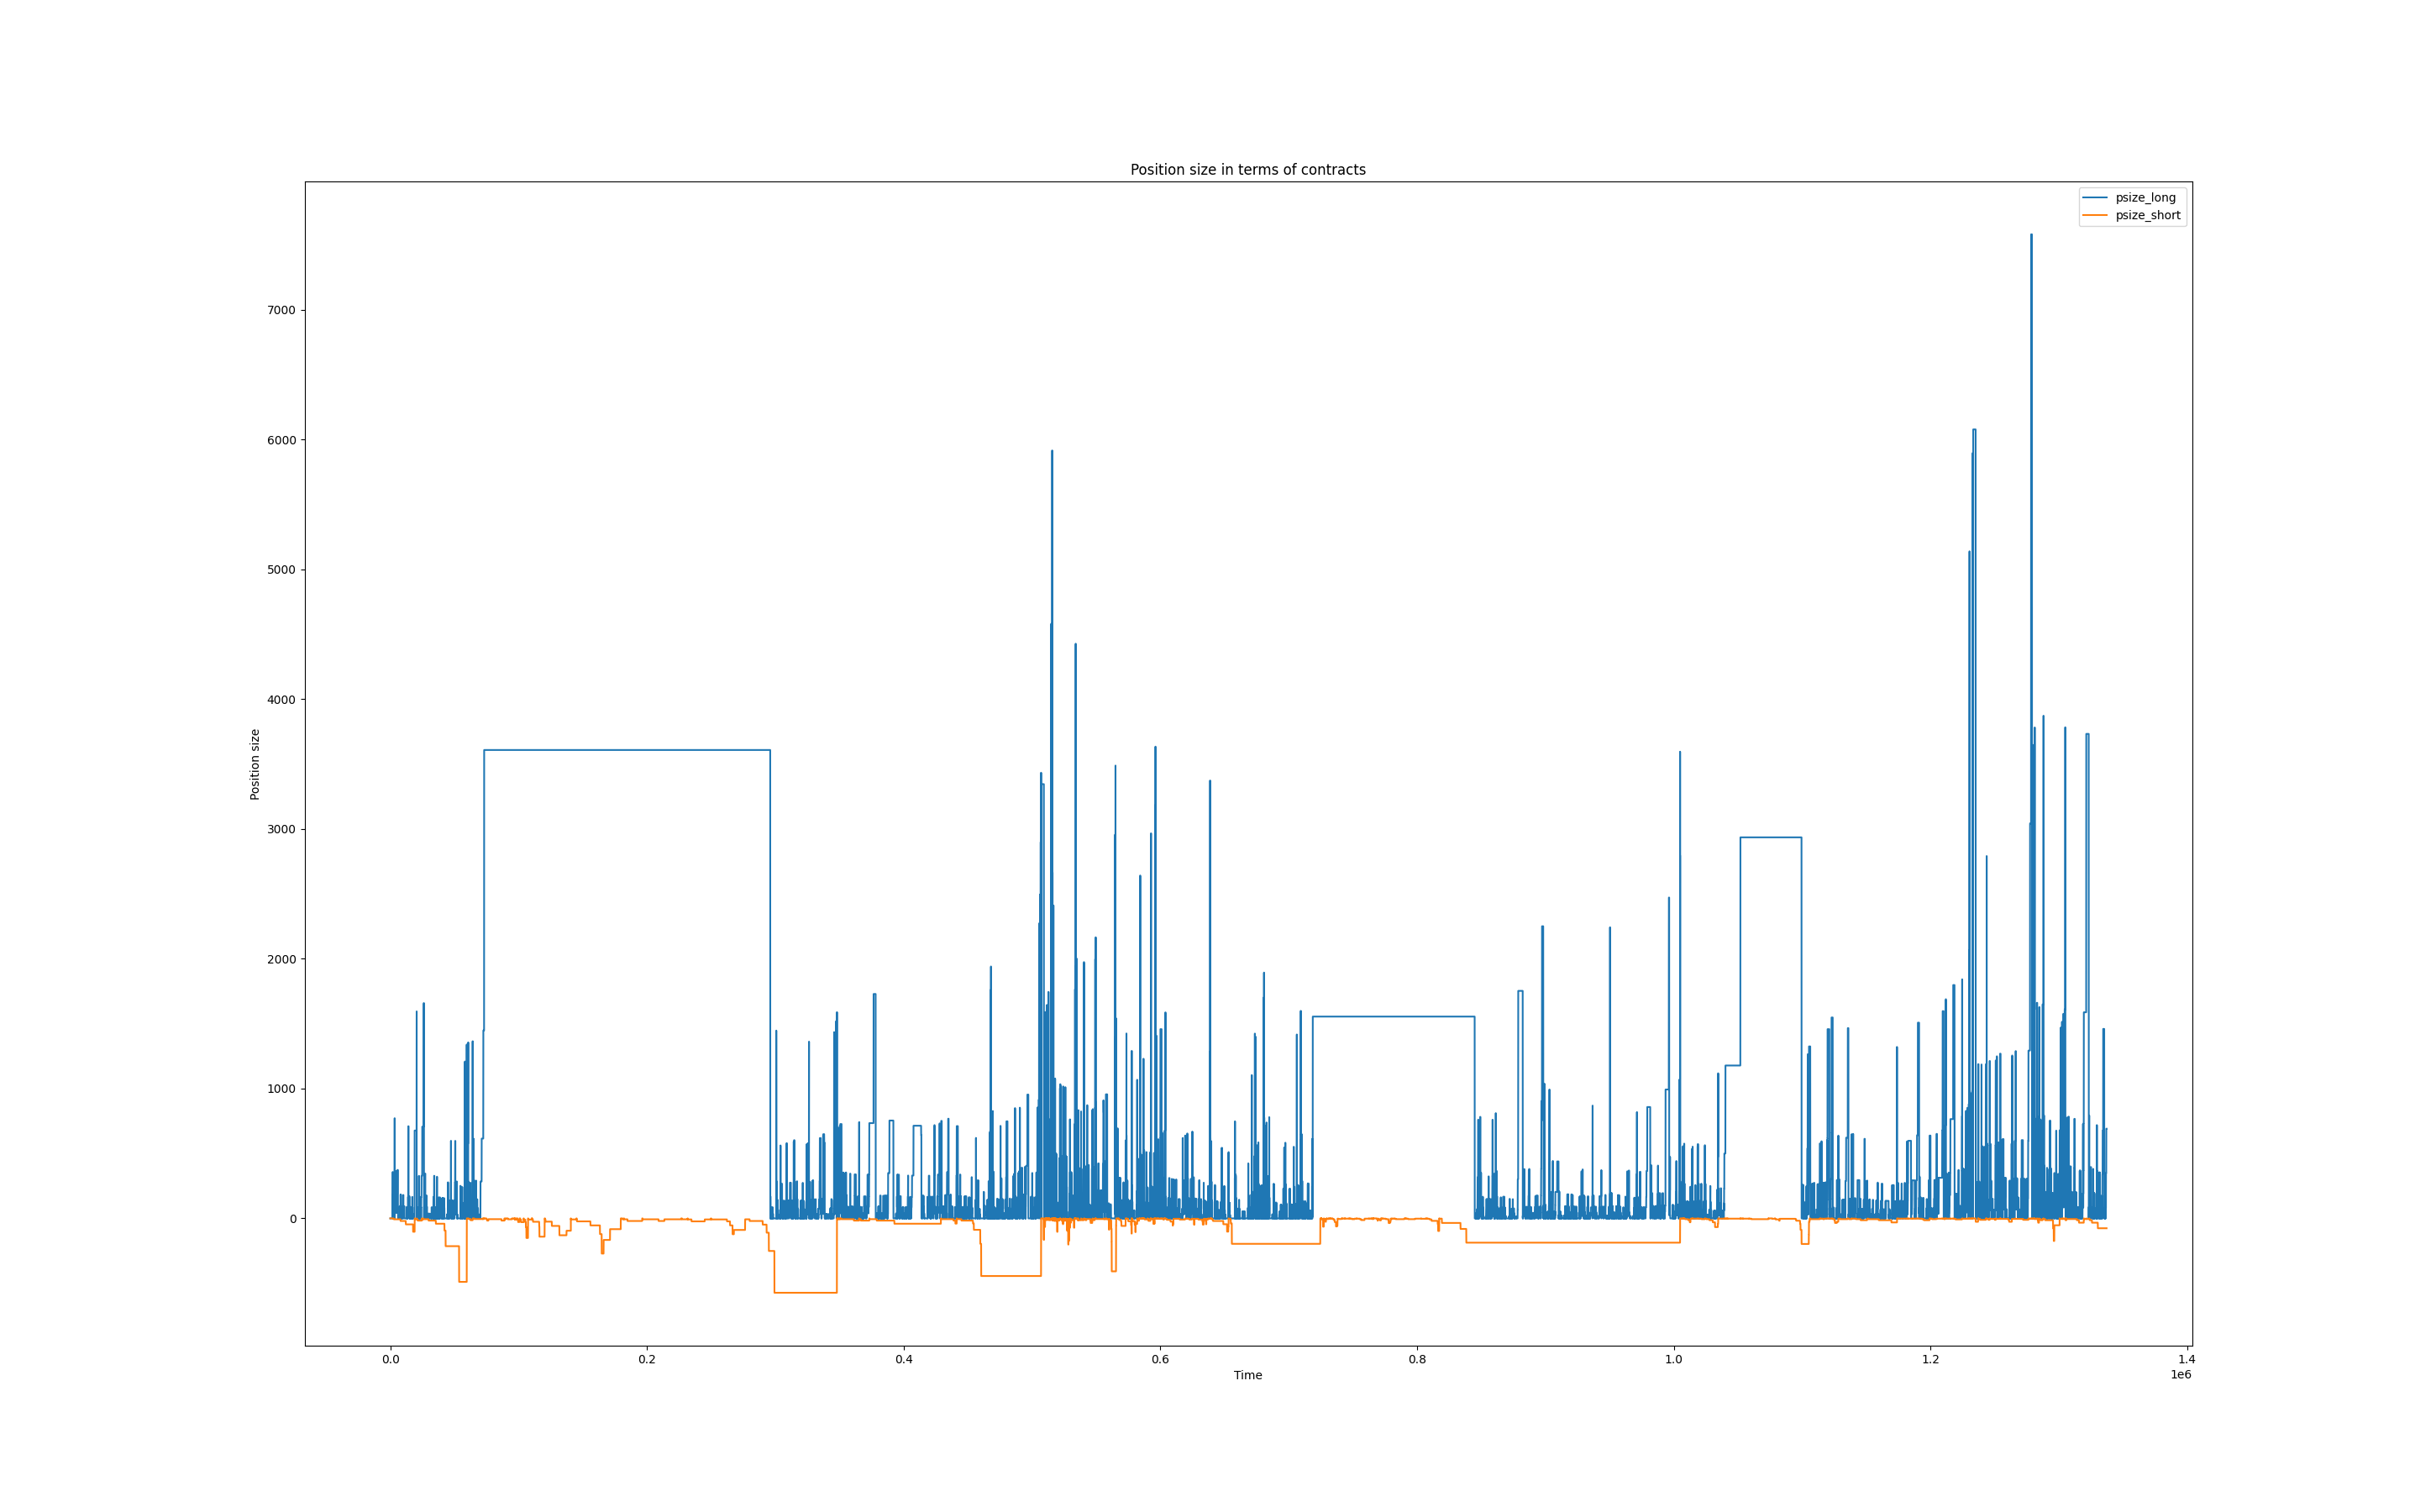 Position size in terms of contracts
psize_long
psize_short
Position size
7000
6000
5000
4000
3000
2000
1000
0
0.0 0.2 0.4 0.6 0.8 1.0 1.2 1.4
1e6
Time